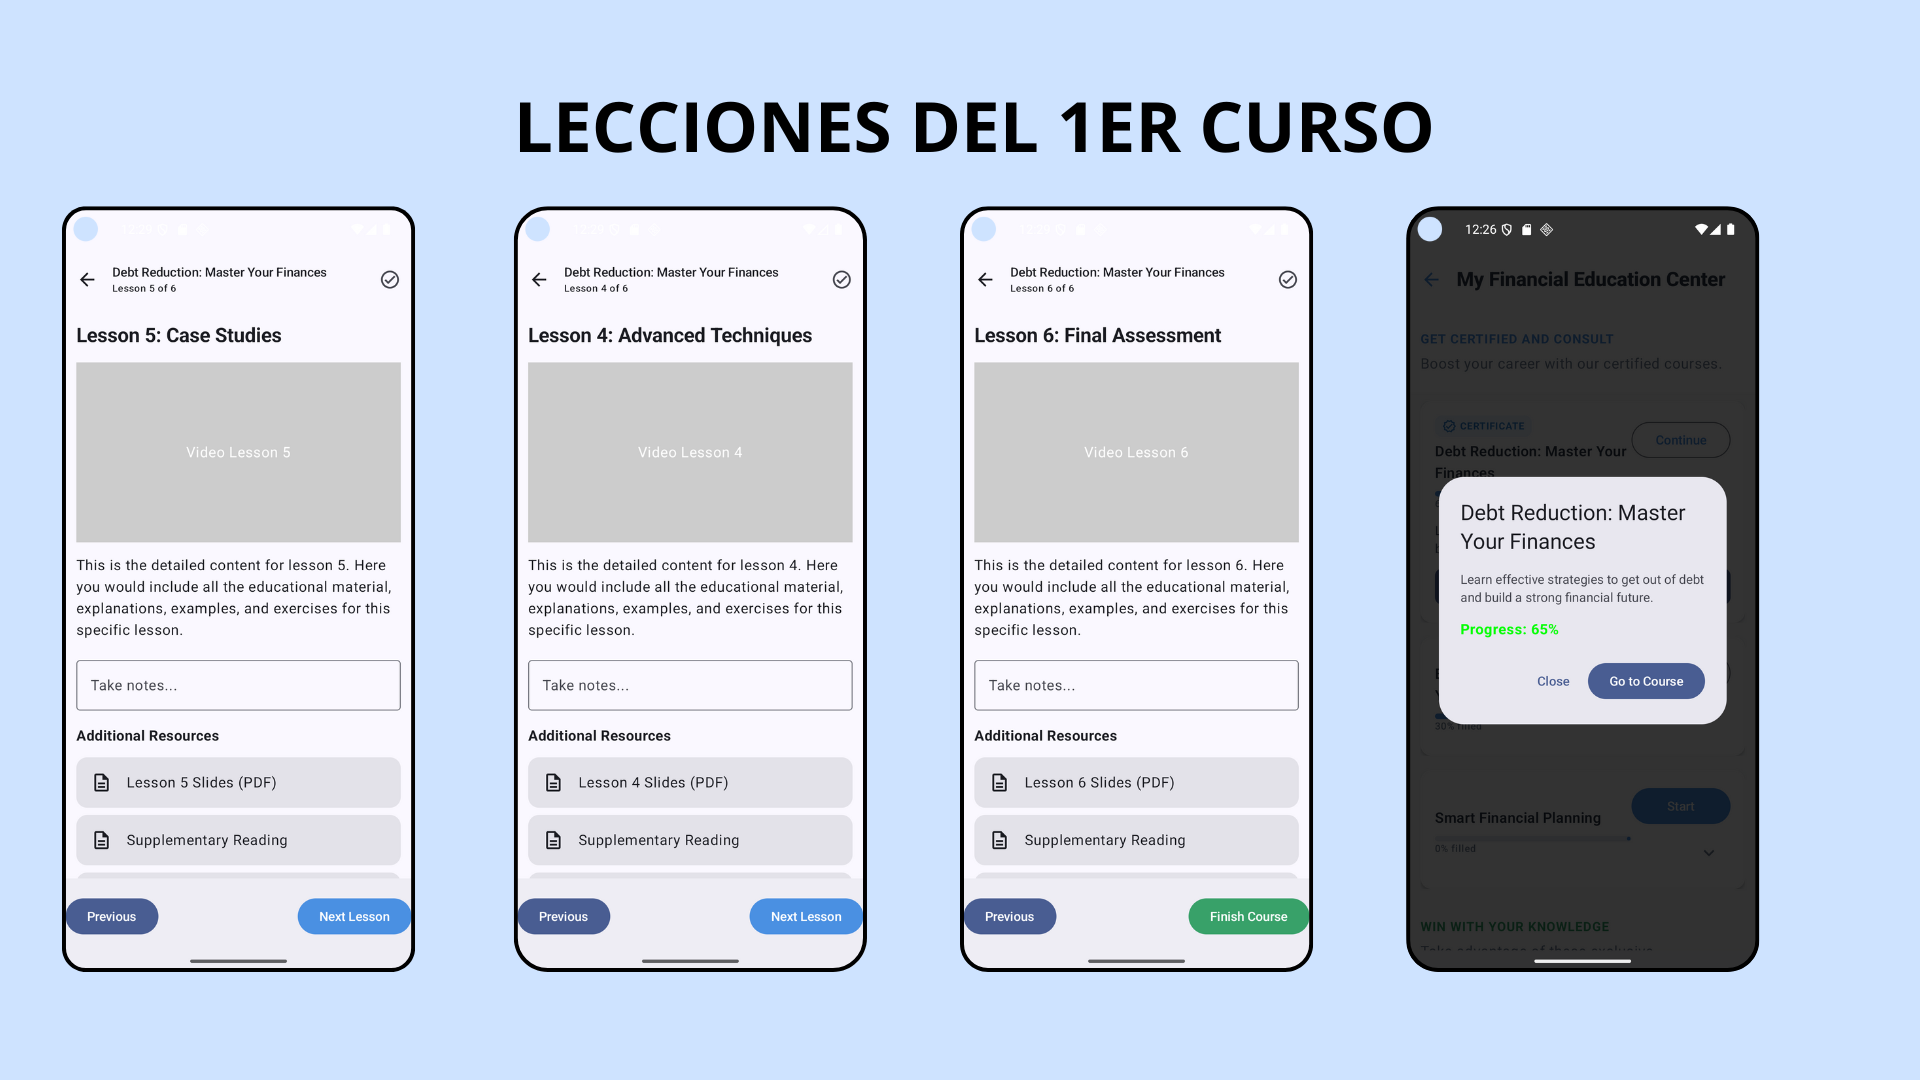 LECCIONES DEL 1ER CURSO
Debt Reduction: Master Your Finances
Lesson 5 of 6
Lesson 5: Case Studies
Video Lesson 5
This is the detailed content for lesson 5. Here
you would include all the educational material,
explanations, examples, and exercises for this
specific lesson.
Take notes...
Additional Resources
Lesson 5 Slides (PDF)
Supplementary Reading
Previous
Next Lesson
Debt Reduction: Master Your Finances
Lesson 4 of 6
Lesson 4: Advanced Techniques
Video Lesson 4
This is the detailed content for lesson 4. Here
you would include all the educational material,
explanations, examples, and exercises for this
specific lesson.
Take notes...
Additional Resources
Lesson 4 Slides (PDF)
Supplementary Reading
Previous
Next Lesson
Debt Reduction: Master Your Finances
Lesson 6 of 6
Lesson 6: Final Assessment
Video Lesson 6
This is the detailed content for lesson 6. Here
you would include all the educational material,
explanations, examples, and exercises for this
specific lesson.
Take notes...
Additional Resources
Lesson 6 Slides (PDF)
Supplementary Reading
Previous
Finish Course
12:26
My Financial Education Center
GET CERTIFIED AND CONSULT
Boost your career with our certified courses.
CERTIFICATE
Continue
Debt Reduction: Master Your
Finances
Debt Reduction: Master
Your Finances
Learn effective strategies to get out of debt
and build a strong financial future.
Progress: 65%
Close
Go to Course
30% filled
Start
Smart Financial Planning
0% filled
WIN WITH YOUR KNOWLEDGE
Take advantage of these exclusive